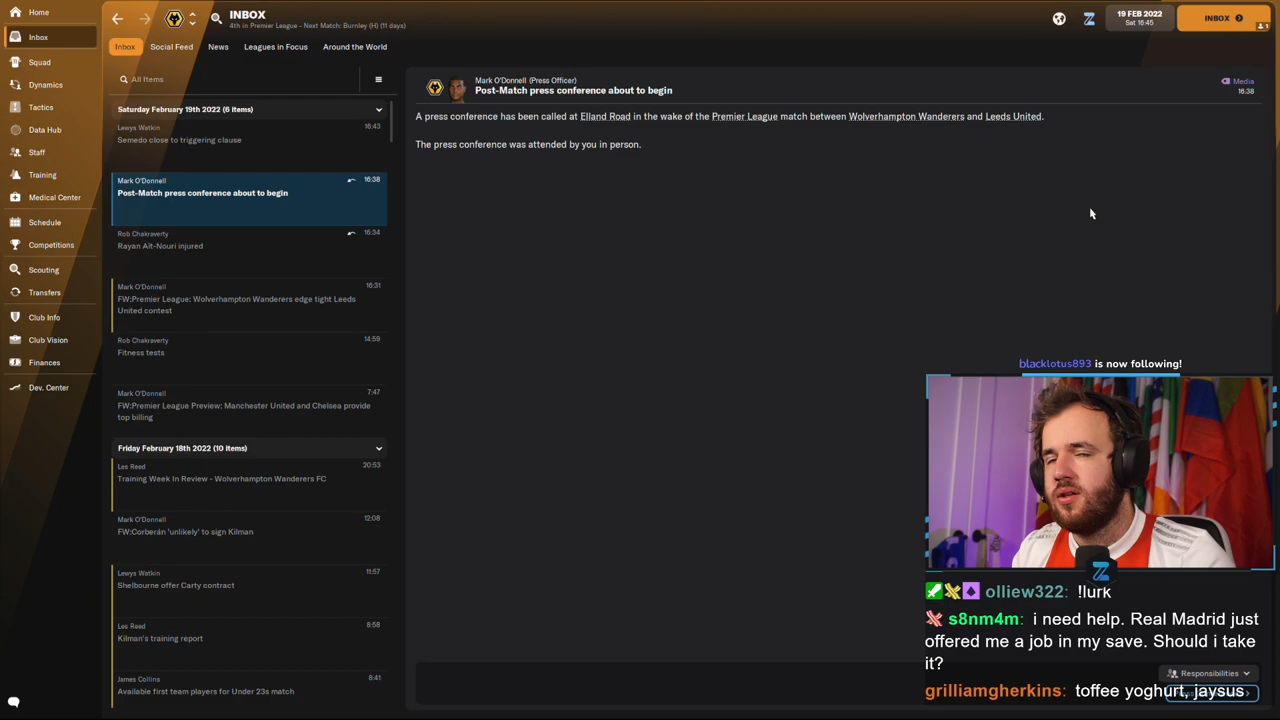 Home
Inbox
Squad
Dynamics
Tactics
Data Hub
Staff
Training
Medical Center
Schedule
Competitions
Scouting
Transfers
Club Info
Club Vision
Finances
Dev. Center
INBOX
4th in Premier League - Next Match: Burnley (H) (11 days)
19 FEB 2022
Sat 16:45
INBOX
1
Inbox
Social Feed
News
Leagues in Focus
Around the World
All Items
Saturday February 19th 2022 (6 items)
Lewys Watkin 16:43
Semedo close to triggering clause
Mark O'Donnell 16:38
Post-Match press conference about to begin
Rob Chakraverty 16:34
Rayan Aït-Nouri injured
Mark O'Donnell 16:31
FW:Premier League: Wolverhampton Wanderers edge tight Leeds
United contest
Rob Chakraverty 14:59
Fitness tests
Mark O'Donnell 7:47
FW:Premier League Preview: Manchester United and Chelsea provide
top billing
Friday February 18th 2022 (10 items)
Les Reed 20:53
Training Week In Review - Wolverhampton Wanderers FC
Mark O'Donnell 12:08
FW:Corberán 'unlikely' to sign Kilman
Lewys Watkin 11:57
Shelbourne offer Carty contract
Les Reed 8:58
Kilman's training report
James Collins 8:41
Available first team players for Under 23s match
Mark O'Donnell (Press Officer)
Post-Match press conference about to begin
Media
16:38
A press conference has been called at Elland Road in the wake of the Premier League match between Wolverhampton Wanderers and Leeds United.
The press conference was attended by you in person.
blacklotus893 is now following!
olliew322: !lurk
s8nm4m: i need help. Real Madrid just
offered me a job in my save. Should i take
it?
Responsibilities
grilliamgherkins: toffee yoghurt, jaysus